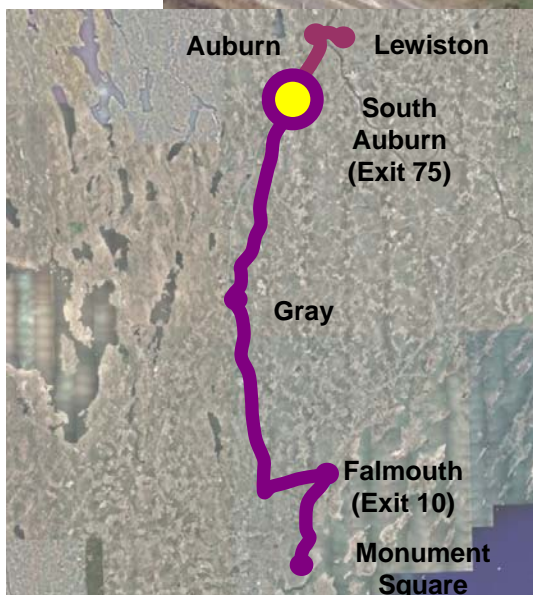 Auburn
Lewiston
South
Auburn
(Exit 75)
Gray
Falmouth
(Exit 10)
Monument
Square